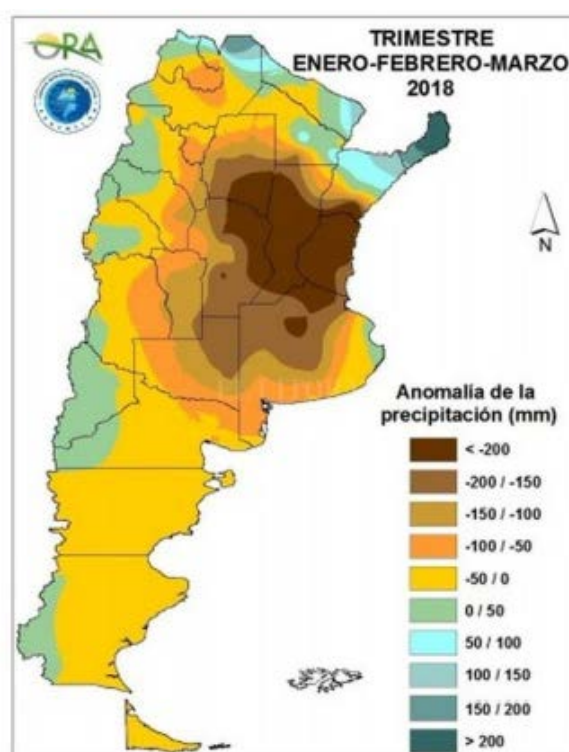 ORA
TRIMESTRE
ENERO-FEBRERO-MARZO
2018
N
Anomalía de la
precipitación (mm)
< -200
-200 / -150
-150 / -100
-100 / -50
-50 / 0
0 / 50
50 / 100
100 / 150
150 / 200
> 200